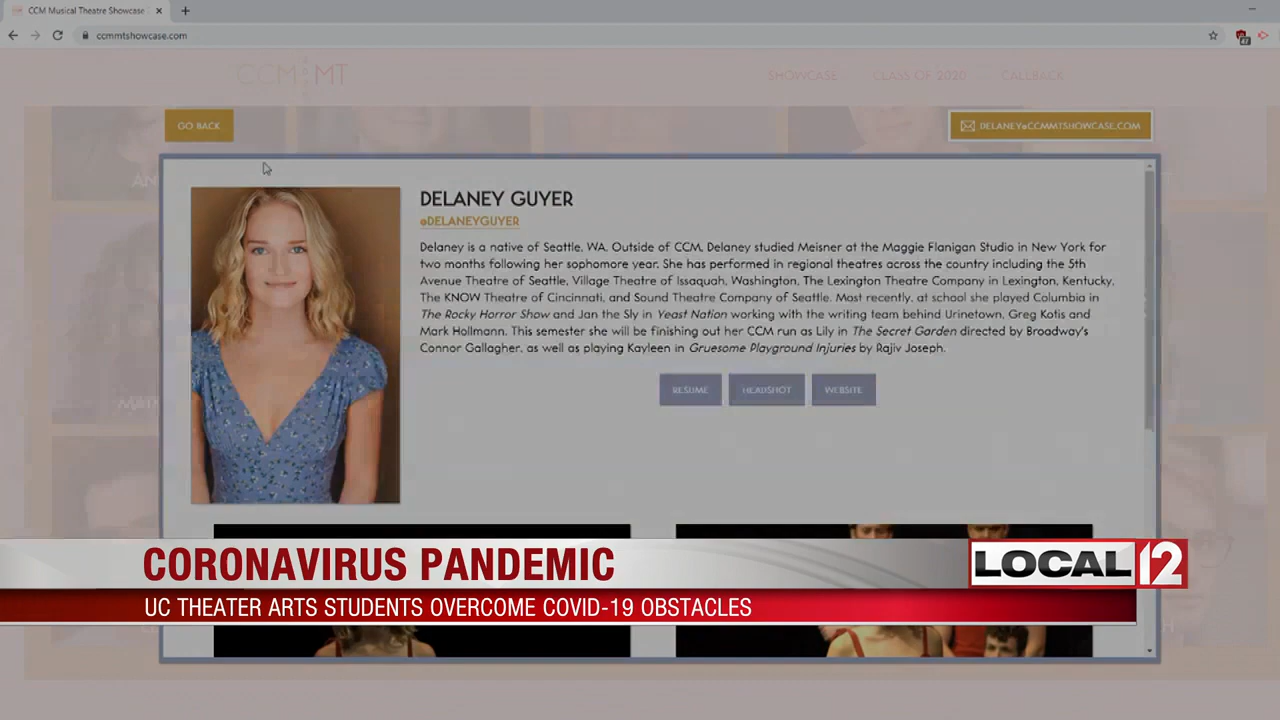 CCM Musical Theatre Showcase
ccmmtshowcase.com
47
CCM MT
SHOWCASE
CLASS OF 2020
CALLBACK
GO BACK
DELANEY@CCMMTSHOWCASE.COM
DELANEY GUYER
@DELANEYGUYER
Delaney is a native of Seattle, WA. Outside of CCM, Delaney studied Meisner at the Maggie Flanigan Studio in New York for
two months following her sophomore year. She has performed in regional theatres across the country including the 5th
Avenue Theatre of Seattle, Village Theatre of Issaquah, Washington, The Lexington Theatre Company in Lexington, Kentucky,
The KNOW Theatre of Cincinnati, and Sound Theatre Company of Seattle. Most recently, at school she played Columbia in
The Rocky Horror Show and Jan the Sly in Yeast Nation working with the writing team behind Urinetown, Greg Kotis and
Mark Hollmann. This semester she will be finishing out her CCM run as Lily in The Secret Garden directed by Broadway's
Connor Gallagher, as well as playing Kayleen in Gruesome Playground Injuries by Rajiv Joseph.
RESUME
HEADSHOT
WEBSITE
CORONAVIRUS PANDEMIC
LOCAL 12
UC THEATER ARTS STUDENTS OVERCOME COVID-19 OBSTACLES